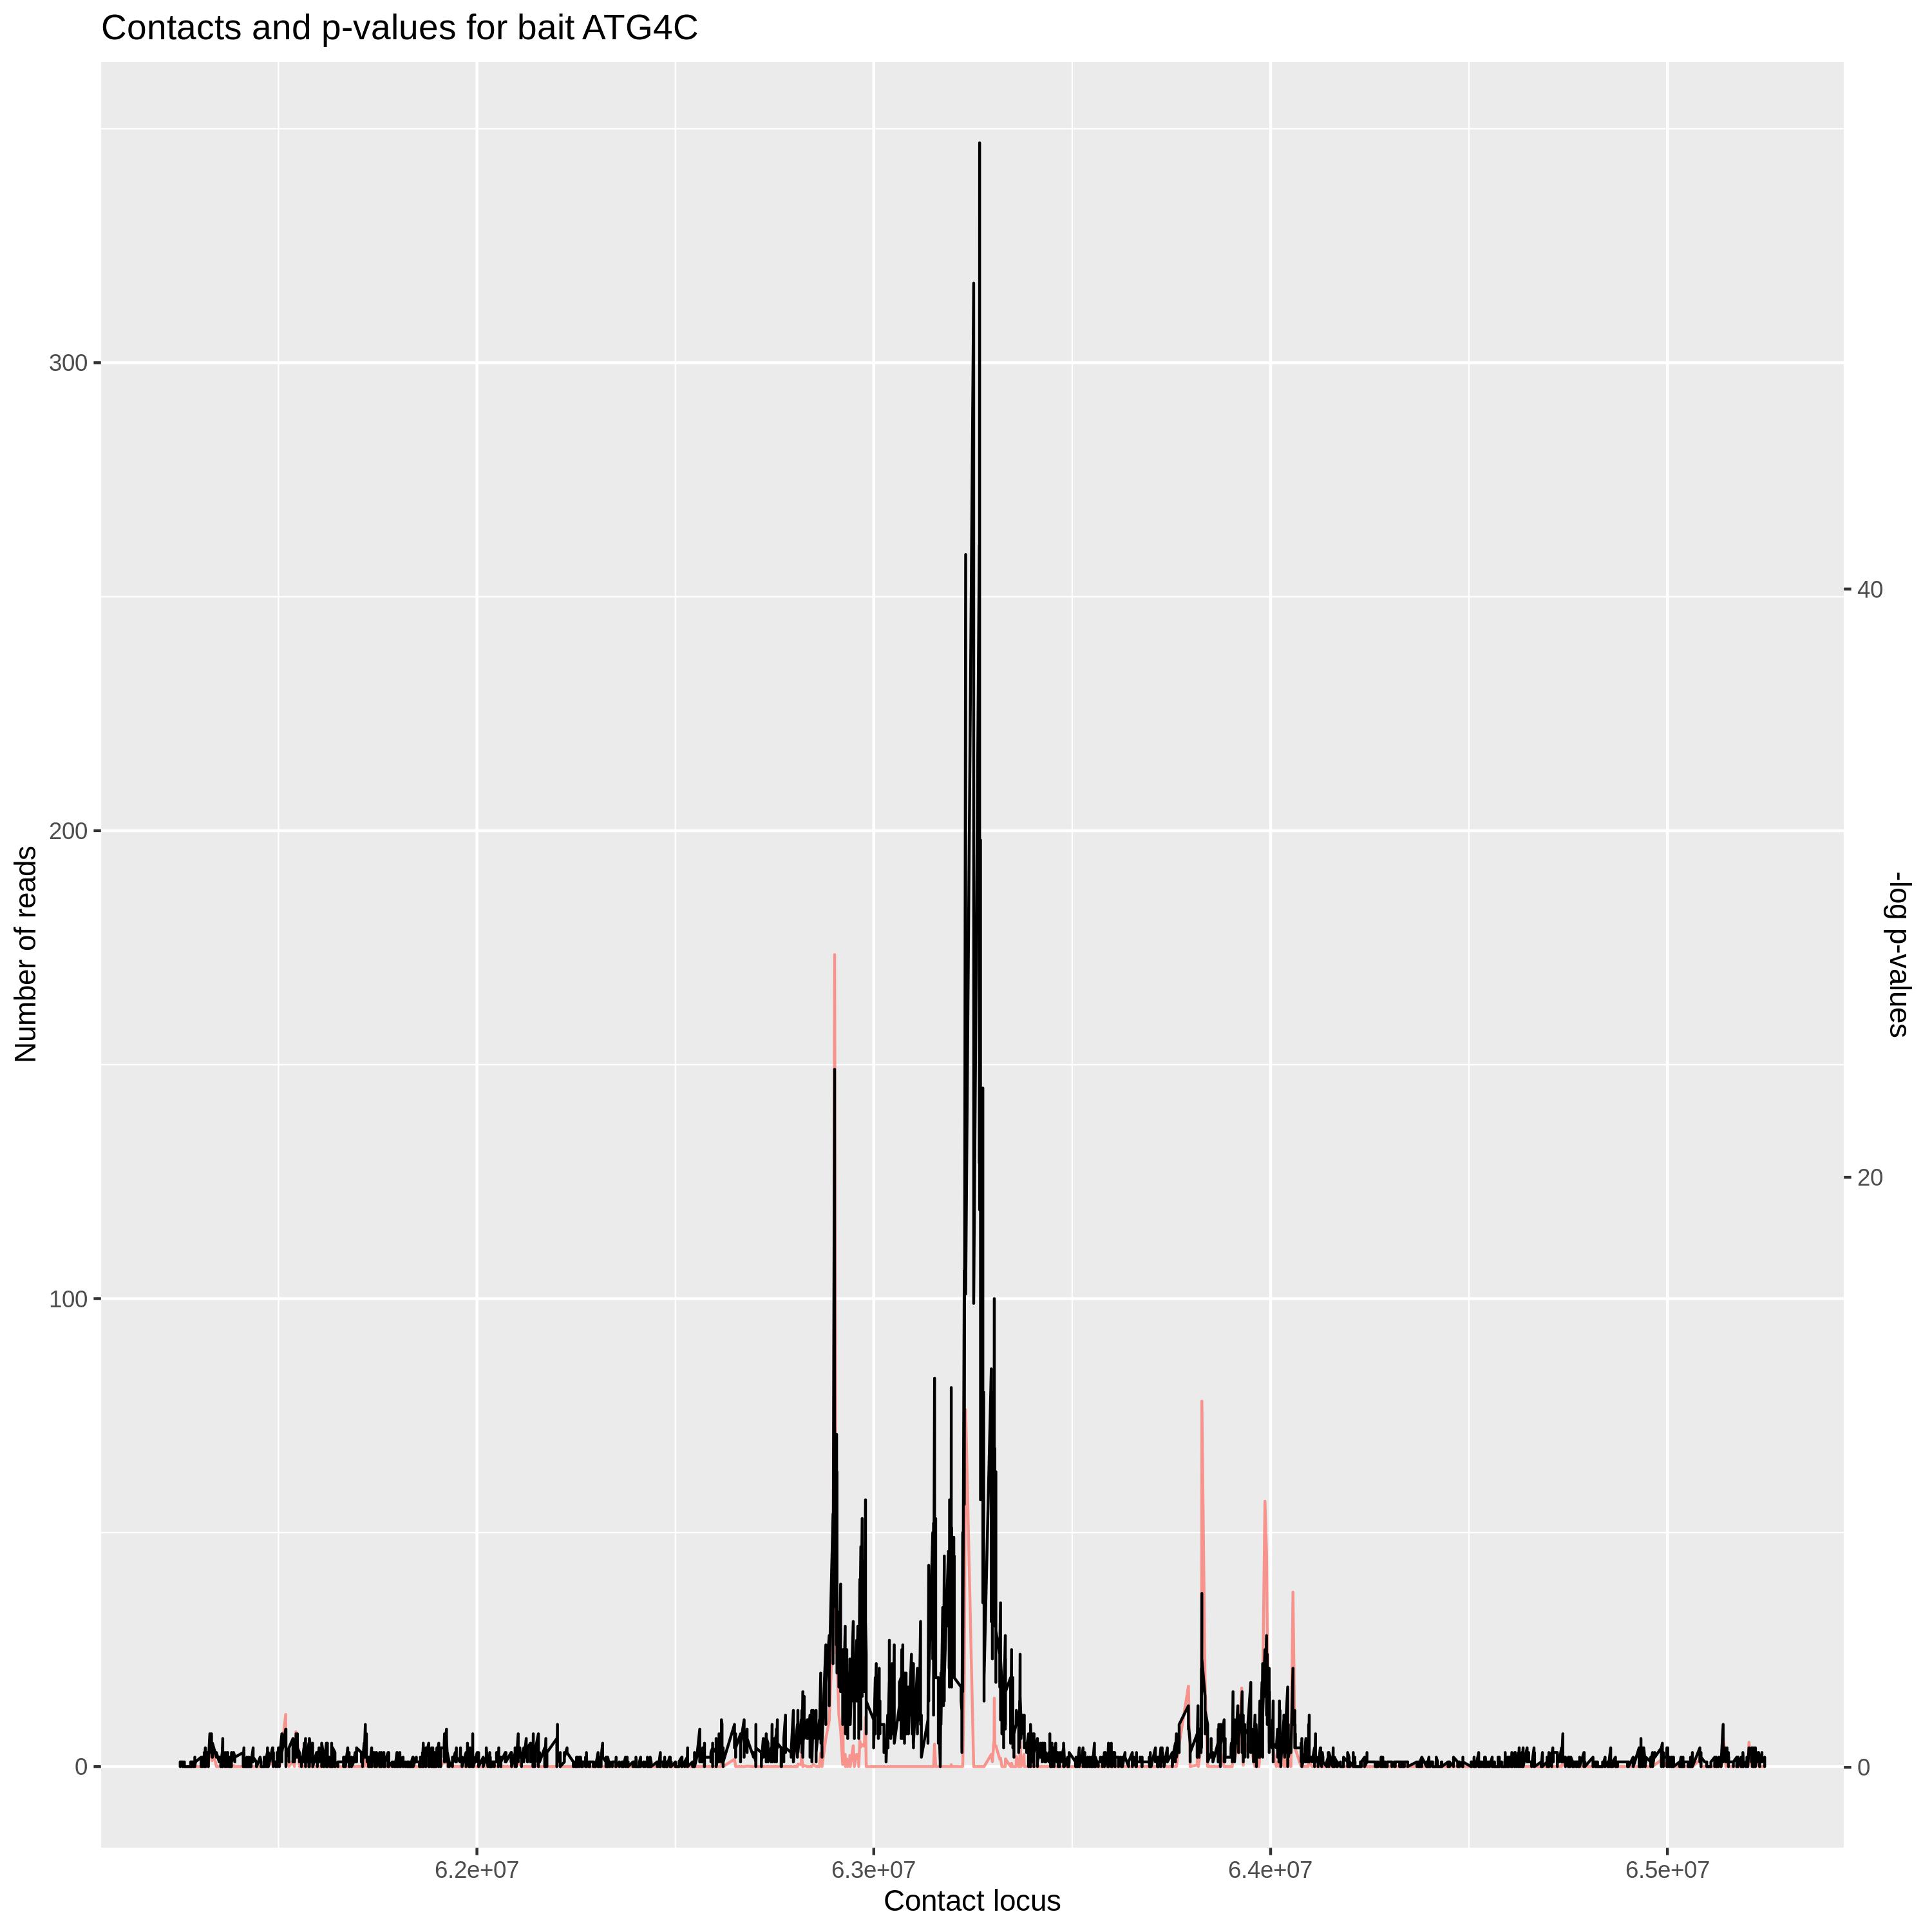 Contacts and p-values for bait ATG4C
300
200
100
0
40
20
0
Number of reads
-log p-values
6.2e+07
6.3e+07
6.4e+07
6.5e+07
Contact locus